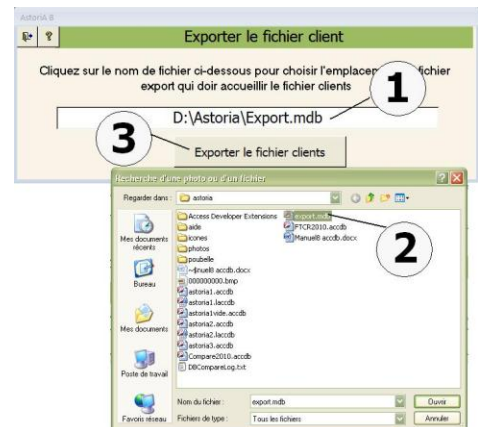 AstoriA 8
Exporter le fichier client
Cliquez sur le nom de fichier ci-dessous pour choisir l'emplacem fichier
export qui doir accueillir le fichier clients
1
D:\Astoria\Export.mdb
3
Exporter le fichier clients
Recherche d'une photo ou d'un fichier
Regarder dans :
astoria
Mes documents récents
Bureau
Mes documents
Poste de travail
Favoris réseau
Access Developer Extensions
aide
icones
photos
poubelle
~$nuel8 accdb.docx
000000000.bmp
astoria1.accdb
astoria1.laccdb
astoria1vide.accdb
astoria2.accdb
astoria2.laccdb
astoria3.accdb
Compare2010.accdb
DBCompareLog.txt
export.mdb
FTCR2010.accdb
Manuel8 accdb.docx
2
Nom du fichier :
export.mdb
Ouvrir
Fichiers de type :
Tous les fichiers
Annuler